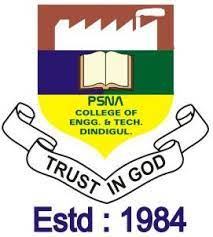 PSNA
COLLEGE OF
ENGG. & TECH.
DINDIGUL.
TRUST IN GOD
Estd : 1984